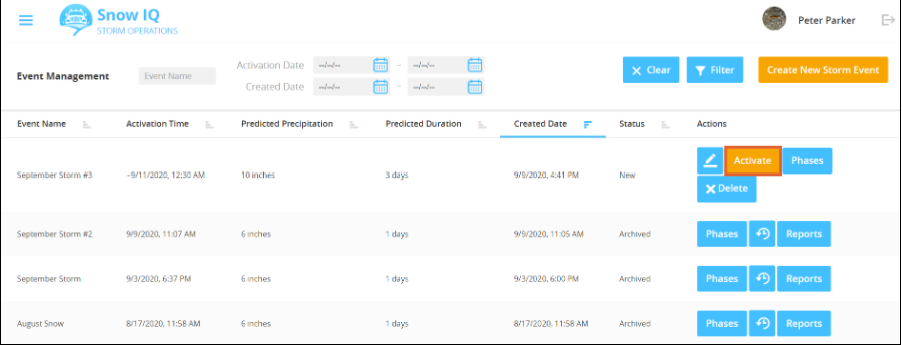 Snow IQ
STORM OPERATIONS
Peter Parker
Event Management
Event Name
Activation Date --/--/-- – --/--/--
Created Date --/--/-- – --/--/--
Clear
Filter
Create New Storm Event
Event Name Activation Time Predicted Precipitation Predicted Duration Created Date Status Actions
September Storm #3 ~9/11/2020, 12:30 AM 10 inches 3 days 9/9/2020, 4:41 PM New Activate Phases
Delete
September Storm #2 9/9/2020, 11:07 AM 6 inches 1 days 9/9/2020, 11:05 AM Archived Phases Reports
September Storm 9/3/2020, 6:37 PM 6 inches 1 days 9/3/2020, 6:00 PM Archived Phases Reports
August Snow 8/17/2020, 11:58 AM 6 inches 1 days 8/17/2020, 11:58 AM Archived Phases Reports